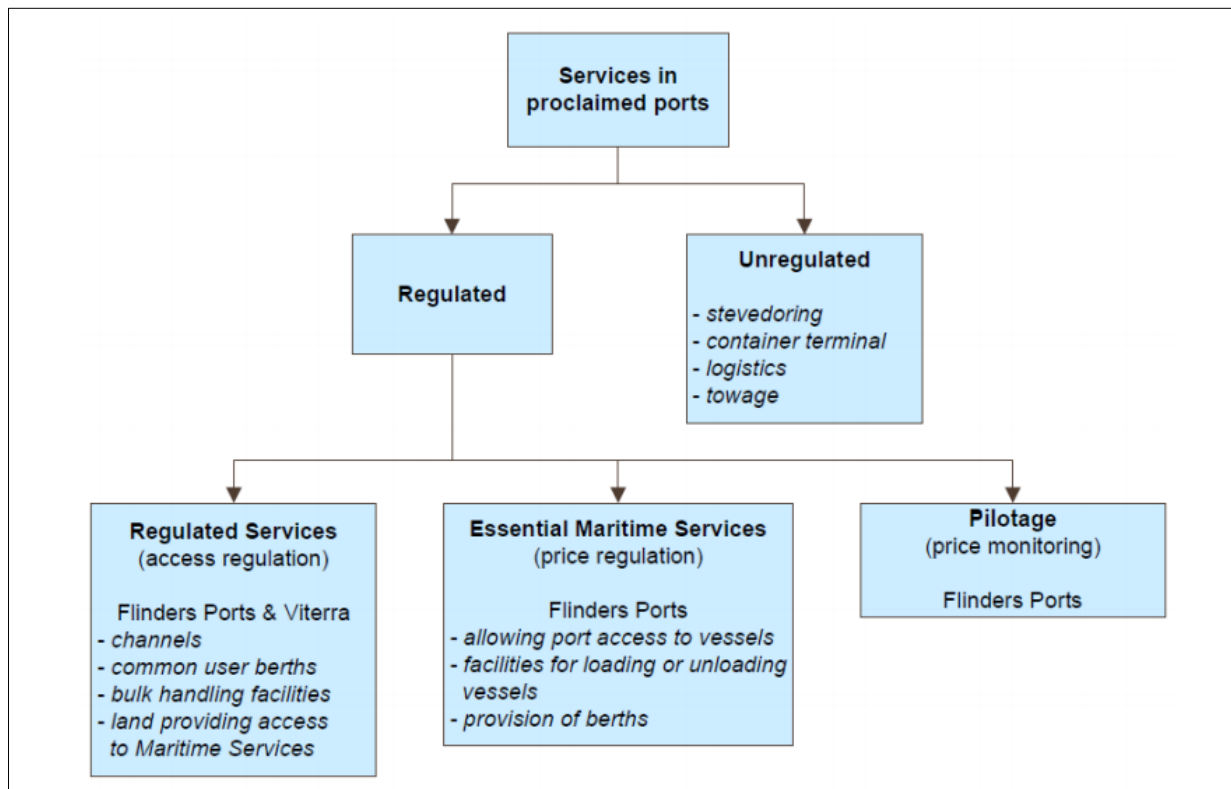 Services in
proclaimed ports
Regulated
Unregulated
- stevedoring
- container terminal
- logistics
- towage
Regulated Services
(access regulation)
Flinders Ports & Viterra
- channels
- common user berths
- bulk handling facilities
- land providing access
to Maritime Services
Essential Maritime Services
(price regulation)
Flinders Ports
- allowing port access to vessels
- facilities for loading or unloading
vessels
- provision of berths
Pilotage
(price monitoring)
Flinders Ports